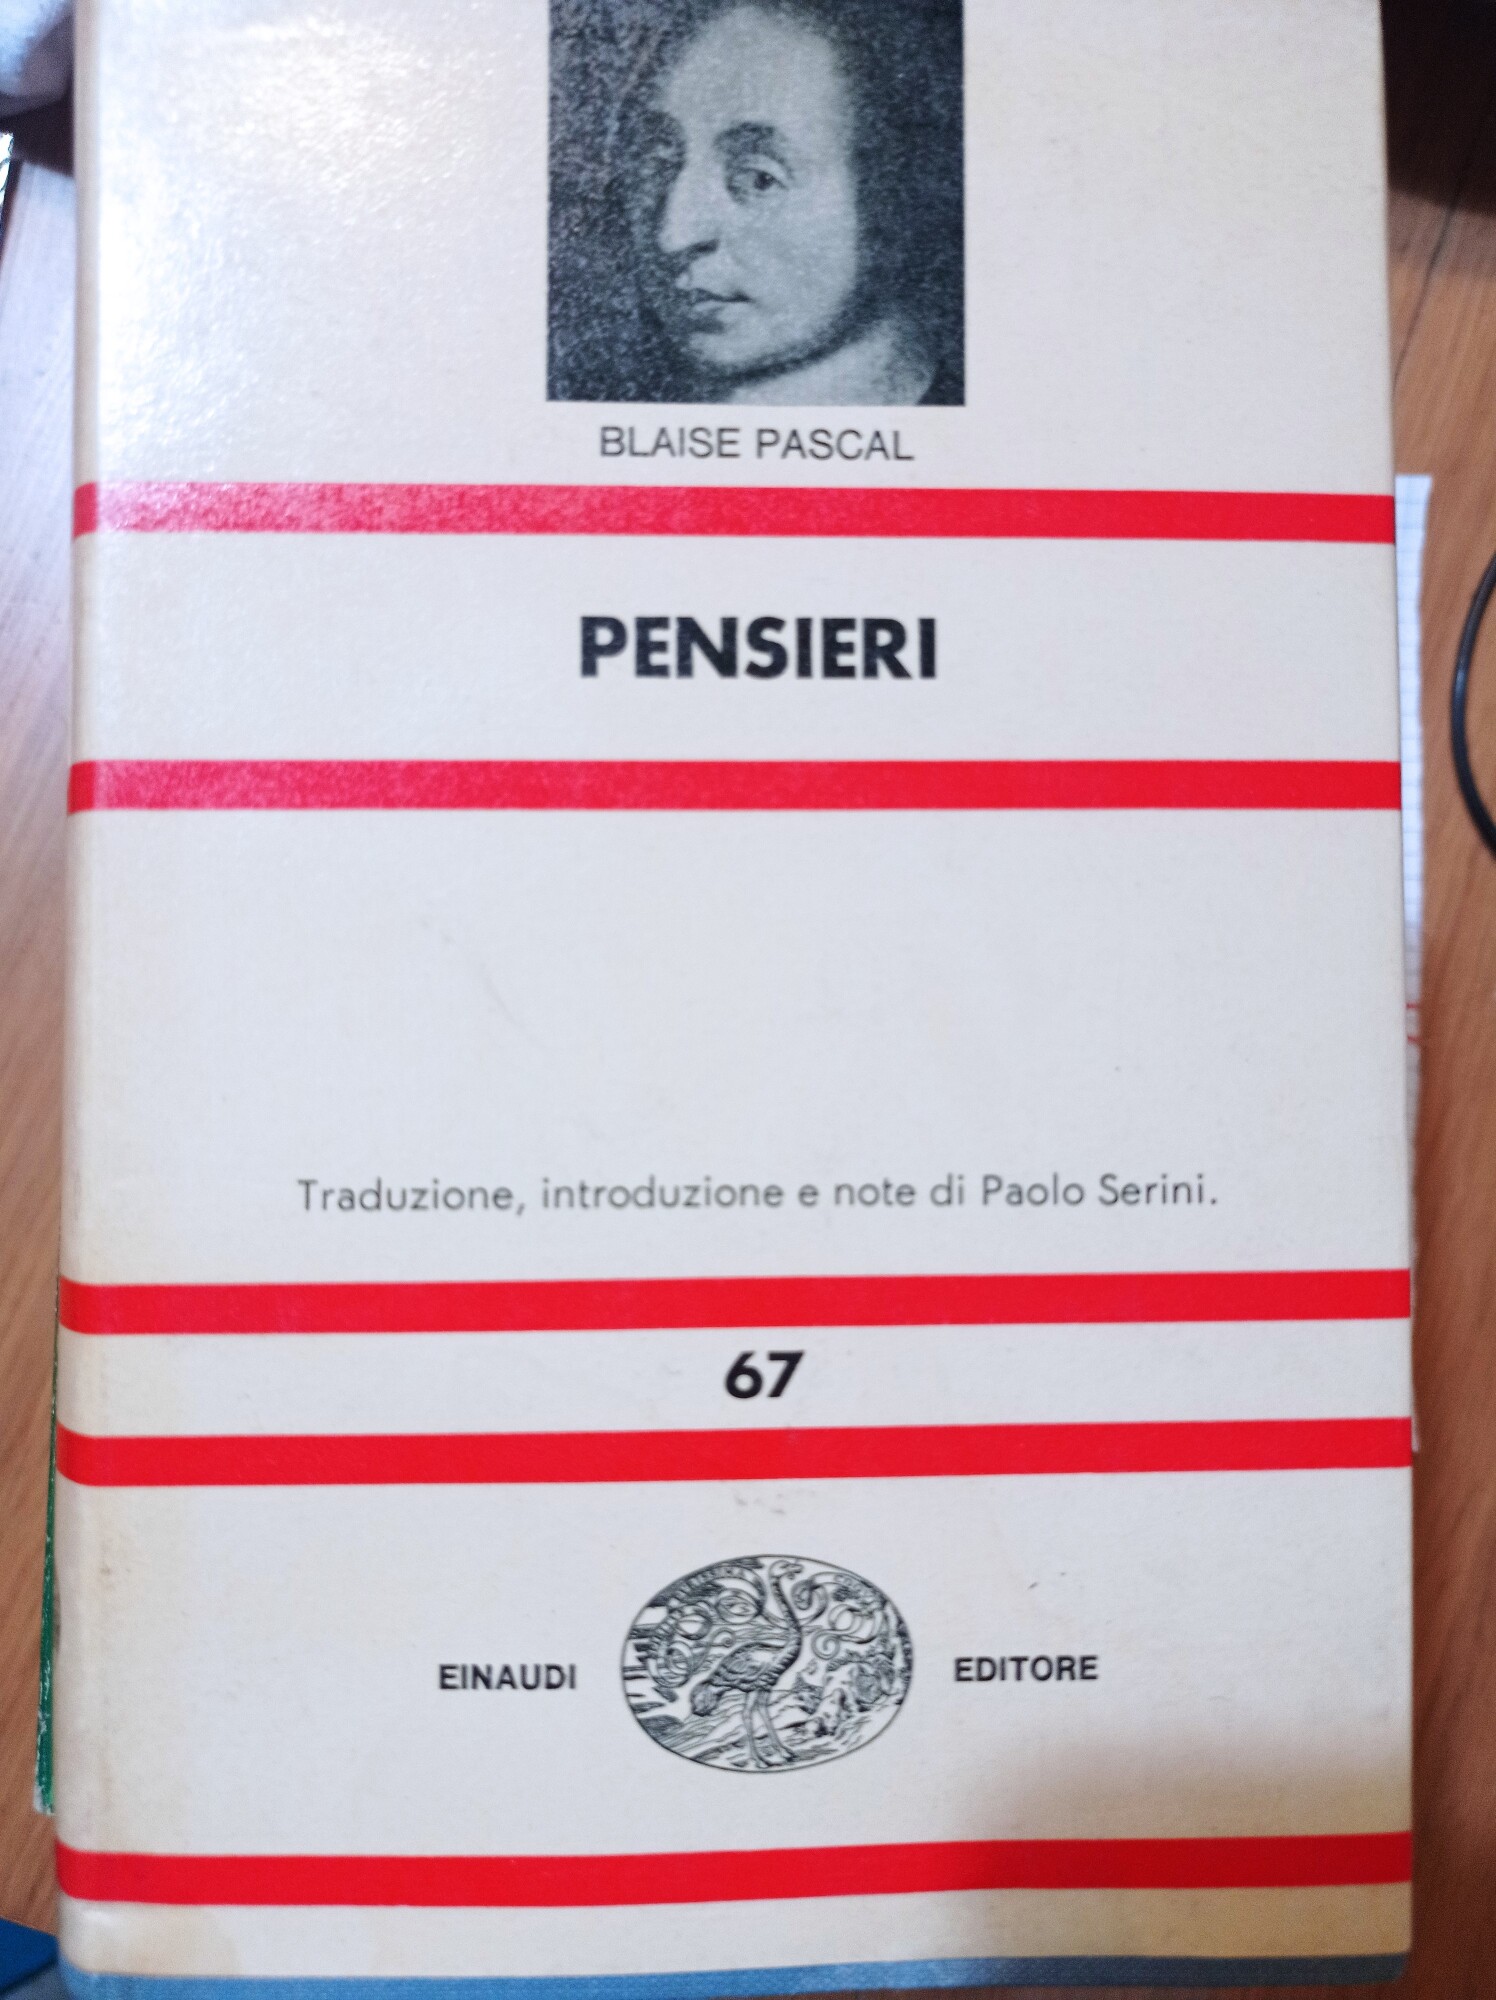 BLAISE PASCAL
PENSIERI
Traduzione, introduzione e note di Paolo Serini.
67
EINAUDI EDITORE